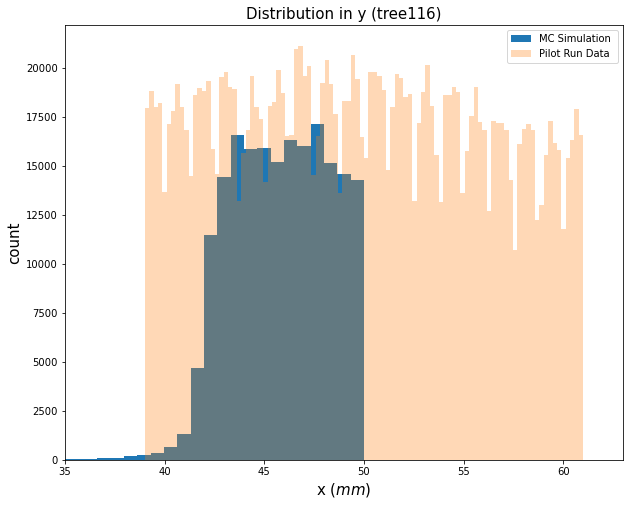 Distribution in y (tree116)
MC Simulation
Pilot Run Data
20000
17500
15000
12500
10000
7500
5000
2500
0
count
35 40 45 50 55 60
x (mm)